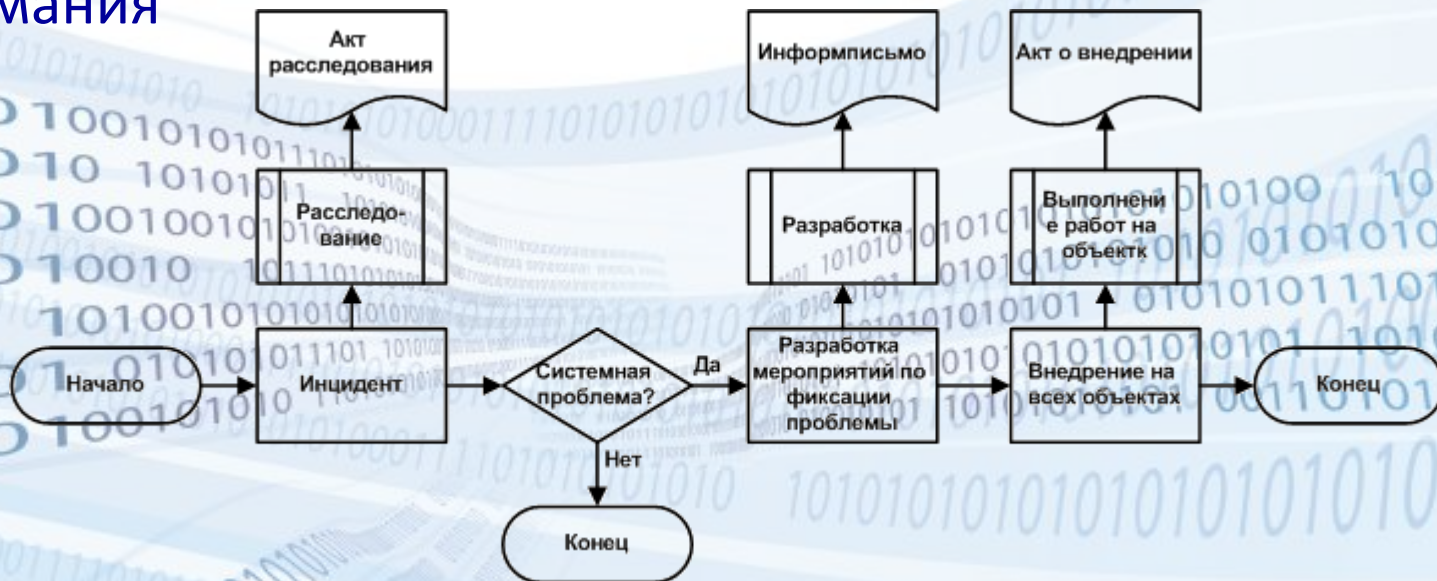 мания
Акт
расследования
Информписьмо
Акт о внедрении
Расследо-
вание
Разработка
Выполнени
е работ на
объектк
Начало
Инцидент
Системная
проблема?
Да
Разработка
мероприятий по
фиксации
проблемы
Внедрение на
всех объектах
Конец
Нет
Конец